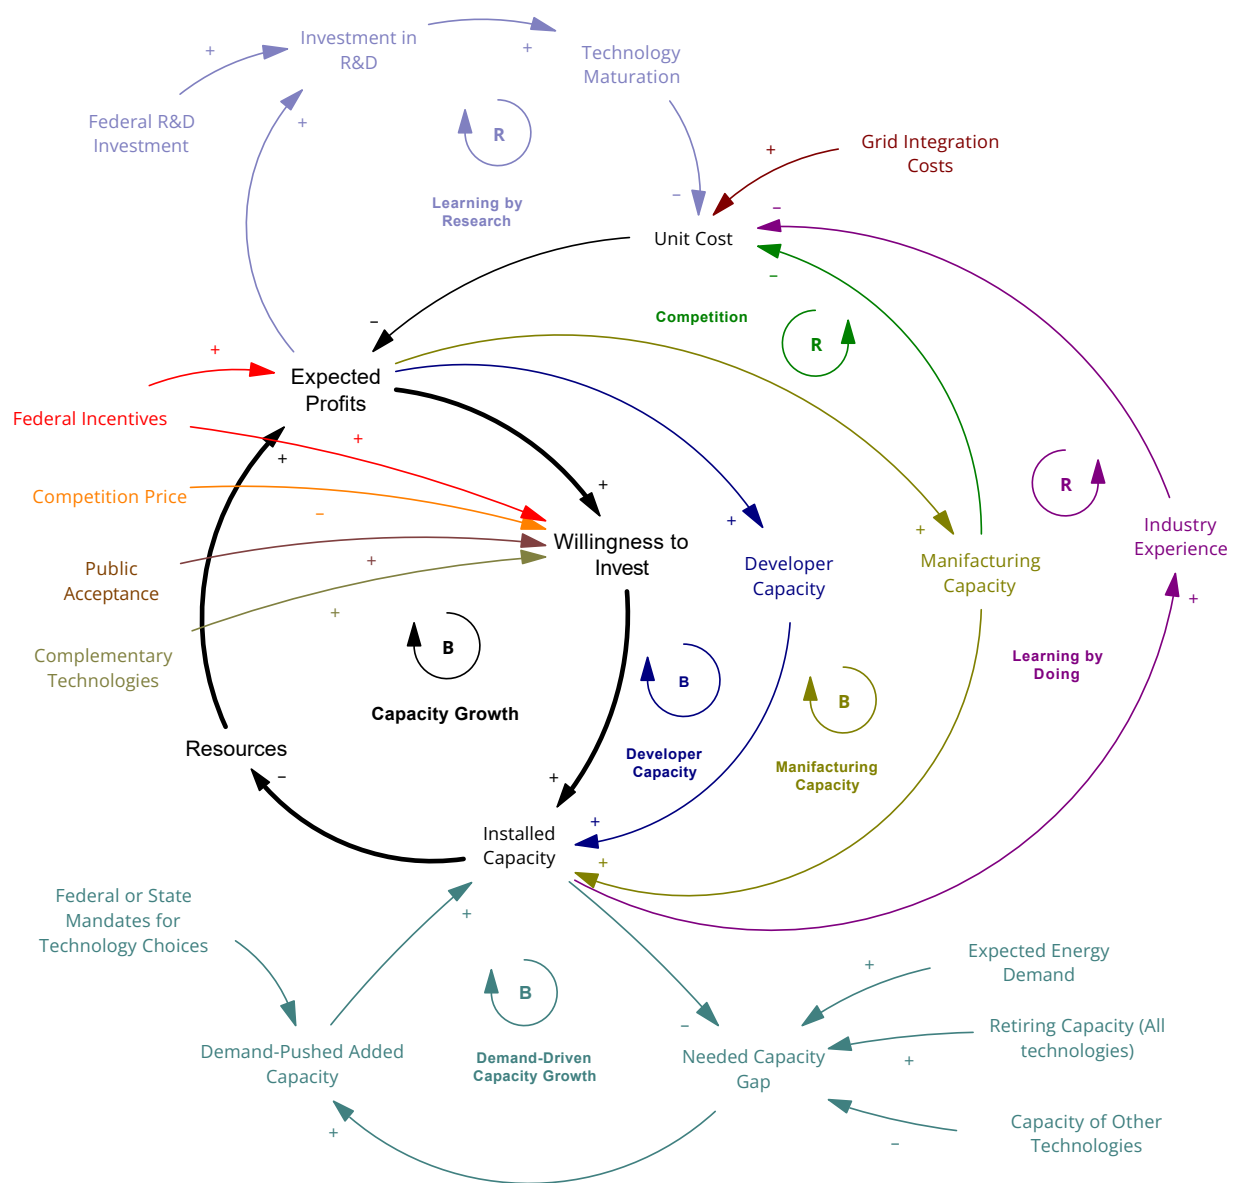 Investment in
R&D
+
+
Technology
Maturation
Federal R&D
Investment
+
R
Learning by
Research
+
Grid Integration
Costs
−
−
Unit Cost
−
Competition
R
−
+
Expected
Profits
Federal Incentives
+
+
Competition Price
−
+
R
+
+
Industry
Experience
Willingness to
Invest
Public
Acceptance
+
Developer
Capacity
Manifacturing
Capacity
+
+
Complementary
Technologies
B
B
B
Learning by
Doing
Capacity Growth
Resources
−
Developer
Capacity
Manifacturing
Capacity
+
+
+
Installed
Capacity
Federal or State
Mandates for
Technology Choices
+
B
Expected Energy
Demand
+
−
Retiring Capacity (All
technologies)
+
Demand-Pushed Added
Capacity
Demand-Driven
Capacity Growth
Needed Capacity
Gap
+
−
Capacity of Other
Technologies